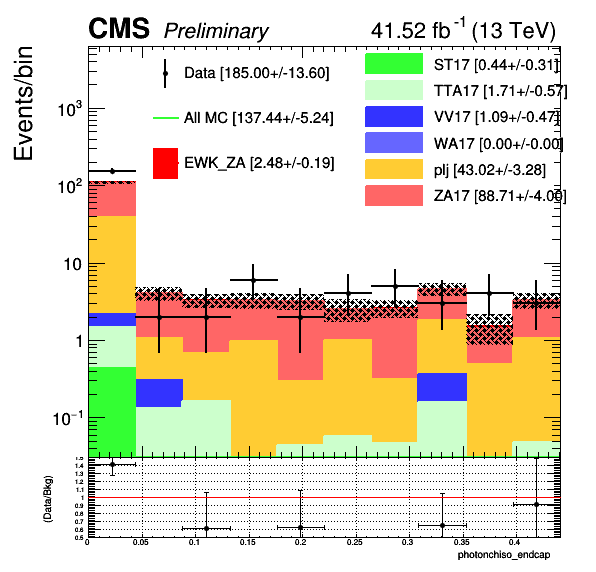 CMS Preliminary 41.52 fb⁻¹ (13 TeV)
Events/bin
Data [185.00+/-13.60]
All MC [137.44+/-5.24]
EWK_ZA [2.48+/-0.19]
ST17 [0.44+/-0.31]
TTA17 [1.71+/-0.57]
VV17 [1.09+/-0.47]
WA17 [0.00+/-0.00]
plj [43.02+/-3.28]
ZA17 [88.71+/-4.00]
10³
10²
10
1
10⁻¹
(Data/Bkg)
1.5
1.4
1.3
1.2
1.1
1
0.9
0.8
0.7
0.6
0.5
0 0.05 0.1 0.15 0.2 0.25 0.3 0.35 0.4
photonchiso_endcap